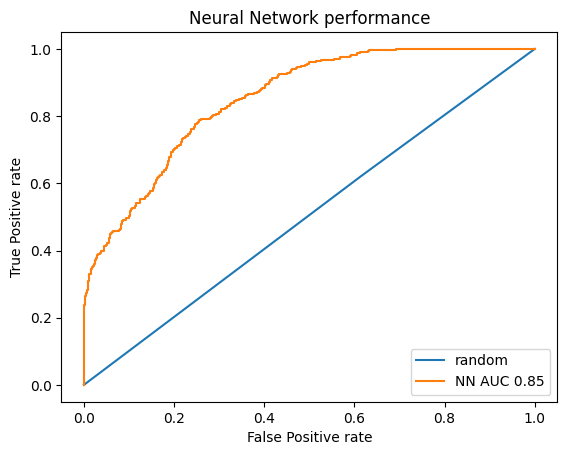 Neural Network performance
1.0
0.8
0.6
0.4
0.2
0.0
True Positive rate
random
NN AUC 0.85
0.0 0.2 0.4 0.6 0.8 1.0
False Positive rate